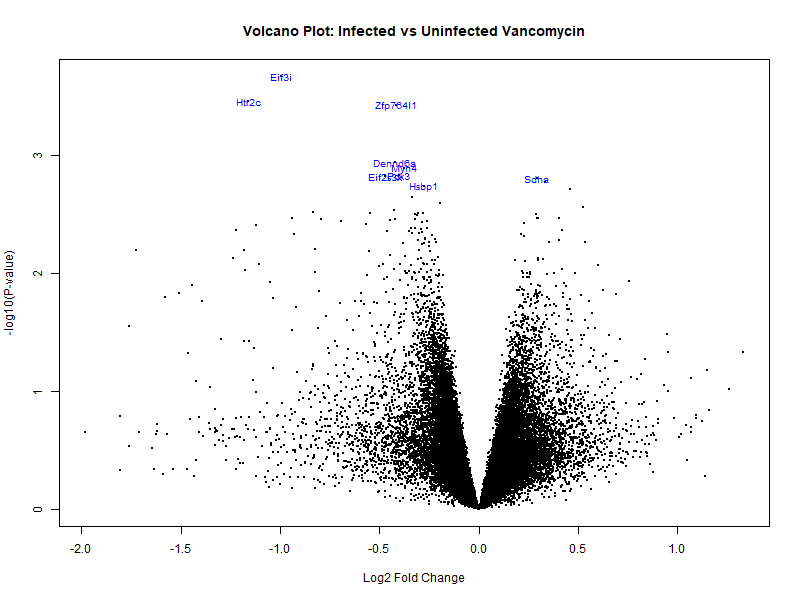 Volcano Plot: Infected vs Uninfected Vancomycin
Eif3i
Htr2c
Zfp764l1
Hsbp1
Sdha
3
2
1
0
-log10(P-value)
-2.0
-1.5
-1.0
-0.5
0.0
0.5
1.0
Log2 Fold Change